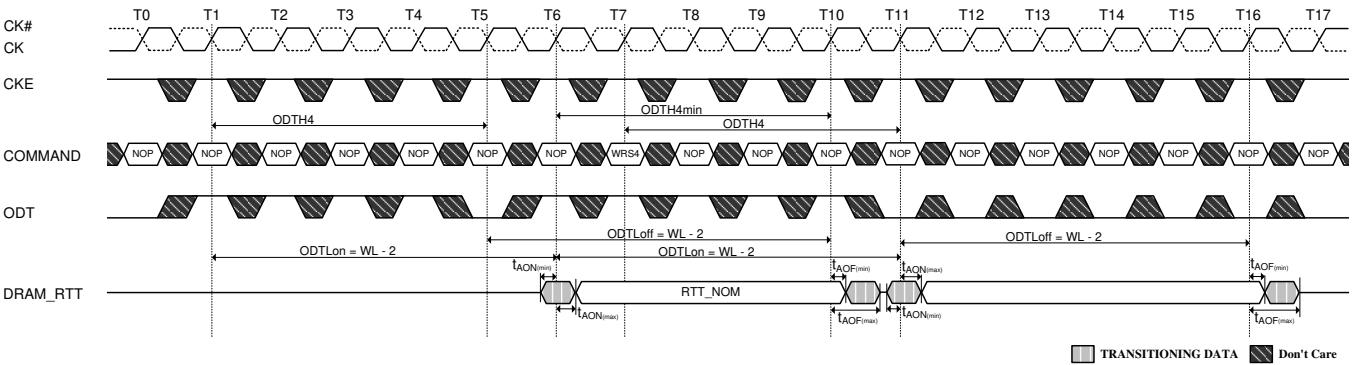 T0 T1 T2 T3 T4 T5 T6 T7 T8 T9 T10 T11 T12 T13 T14 T15 T16 T17
CK#
CK
CKE
ODTH4min
ODTH4 ODTH4
COMMAND NOP NOP NOP NOP NOP NOP NOP WRS4 NOP NOP NOP NOP NOP NOP NOP NOP NOP NOP
ODT
ODTLoff = WL - 2 ODTLoff = WL - 2
ODTLon = WL - 2 ODTLon = WL - 2
tAON(min) tAOF(min) tAON(max) tAOF(min)
DRAM_RTT RTT_NOM
tAON(max) tAOF(max) tAON(min) tAOF(max)
TRANSITIONING DATA Don't Care